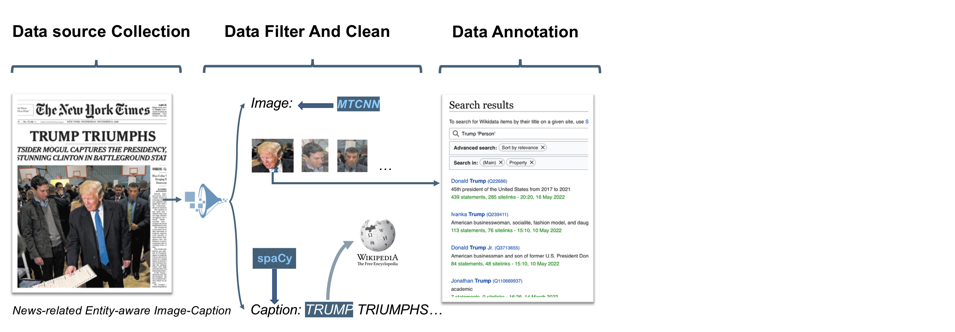 Data source Collection
Data Filter And Clean
Data Annotation
The New York Times
TRUMP TRIUMPHS
TSIDER MOGUL CAPTURES THE PRESIDENCY,
STUNNING CLINTON IN BATTLEGROUND STAT
News-related Entity-aware Image-Caption
Image:
MTCNN
...
spaCy
WIKIPEDIA
The Free Encyclopedia
Caption: TRUMP TRIUMPHS...
Search results
To search for Wikidata items by their title on a given site, use S
Trump 'Person'
Advanced search: Sort by relevance X
Search in: (Main) X Property X
Donald Trump (Q22686)
45th president of the United States from 2017 to 2021
439 statements, 285 sitelinks - 20:20, 16 May 2022
Ivanka Trump (Q239411)
American businesswoman, socialite, fashion model, and daug
113 statements, 76 sitelinks - 15:10, 10 May 2022
Donald Trump Jr. (Q3713655)
American businessman and son of former U.S. President Don
84 statements, 48 sitelinks - 15:10, 10 May 2022
Jonathan Trump (Q110689937)
academic